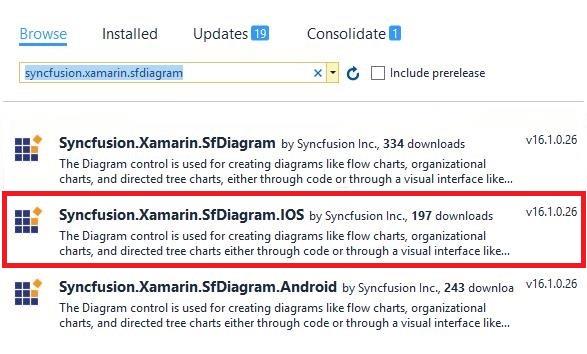 Browse Installed Updates 19 Consolidate 1
syncfusion.xamarin.sfdiagram Include prerelease
Syncfusion.Xamarin.SfDiagram by Syncfusion Inc., 334 downloads v16.1.0.26
The Diagram control is used for creating diagrams like flow charts, organizational
charts, and directed tree charts, either through code or through a visual interface like...
Syncfusion.Xamarin.SfDiagram.IOS by Syncfusion Inc., 197 downloads v16.1.0.26
The Diagram control is used for creating diagrams like flow charts, organizational
charts, and directed tree charts either through code or through a visual interface like...
Syncfusion.Xamarin.SfDiagram.Android by Syncfusion Inc., 243 downloa v16.1.0.26
The Diagram control is used for creating diagrams like flow charts, organizational
charts, and directed tree charts either through code or through a visual interface like...